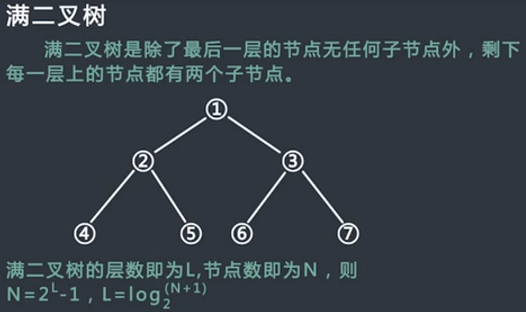 满二叉树
满二叉树是除了最后一层的节点无任何子节点外，剩下
每一层上的节点都有两个子节点。
①
② ③
④ ⑤ ⑥ ⑦
满二叉树的层数即为L,节点数即为N，则
N=2^L-1，L=log_2^(N+1)